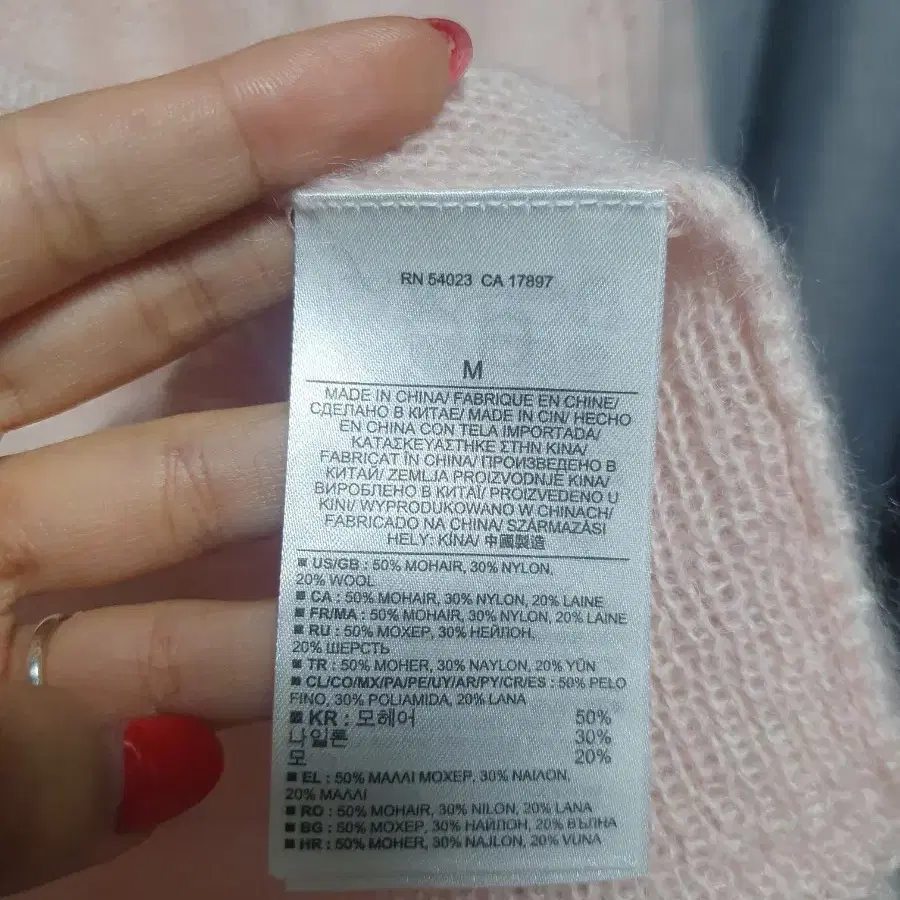 RN 54023 CA 17897
M
MADE IN CHINA/ FABRIQUE EN CHINE/
СДЕЛАНО В КИТАЕ/ MADE IN CIN/ HECHO
EN CHINA CON TELA IMPORTADA/
ΚΑΤΑΣΚΕΥΑΣΤΗΚΕ ΣΤΗΝ ΚΙΝΑ/
FABRICAT ÎN CHINA/ ПРОИЗВЕДЕНО В
КИТАЙ/ ZEMLJA PROIZVODNJE KINA/
ВИРОБЛЕНО В КИТАЇ/ PROIZVEDENO U
KINI/ WYPRODUKOWANO W CHINACH/
FABRICADO NA CHINA/ SZÁRMAZÁSI
HELY: KÍNA/ 中國製造
■ US/GB : 50% MOHAIR, 30% NYLON,
20% WOOL
■ CA : 50% MOHAIR, 30% NYLON, 20% LAINE
■ FR/MA : 50% MOHAIR, 30% NYLON, 20% LAINE
■ RU : 50% МОХЕР, 30% НЕЙЛОН,
20% ШЕРСТЬ
■ TR : 50% MOHER, 30% NAYLON, 20% YÜN
■ CL/CO/MX/PA/PE/UY/AR/PY/CR/ES : 50% PELO
FINO, 30% POLIAMIDA, 20% LANA
■ KR : 모헤어 50%
나일론 30%
모 20%
■ EL : 50% ΜΑΛΛΙ ΜΟΧΕΡ, 30% ΝΑΙΛΟΝ,
20% ΜΑΛΛΙ
■ RO : 50% MOHAIR, 30% NILON, 20% LANA
■ BG : 50% МОХЕР, 30% НАЙЛОН, 20% ВЪЛНА
■ HR : 50% MOHER, 30% NAJLON, 20% VUNA